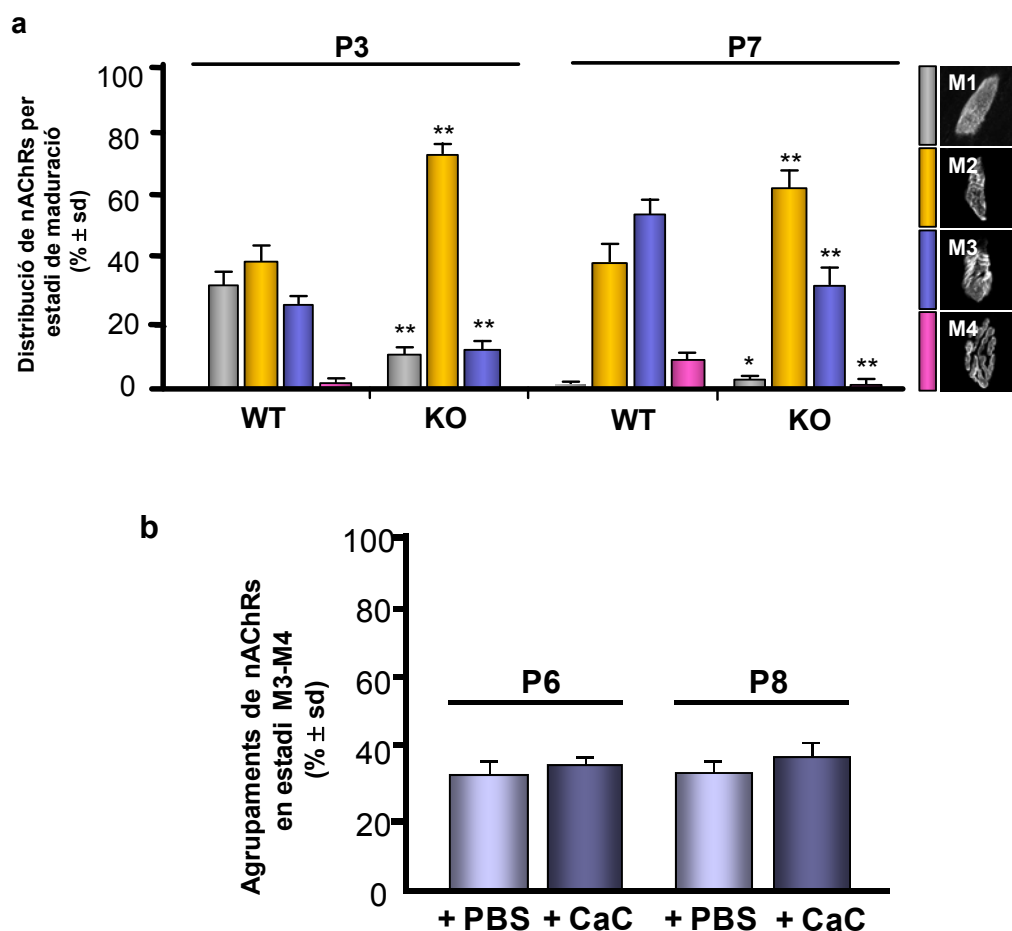 a
P3
P7
Distribució de nAChRs per
estadi de maduració
(% ± sd)
100
80
60
40
20
0
**
**
**
**
**
*
**
WT
KO
WT
KO
M1
M2
M3
M4
b
Agrupaments de nAChRs
en estadi M3-M4
(% ± sd)
100
80
60
40
20
0
P6
P8
+ PBS
+ CaC
+ PBS
+ CaC